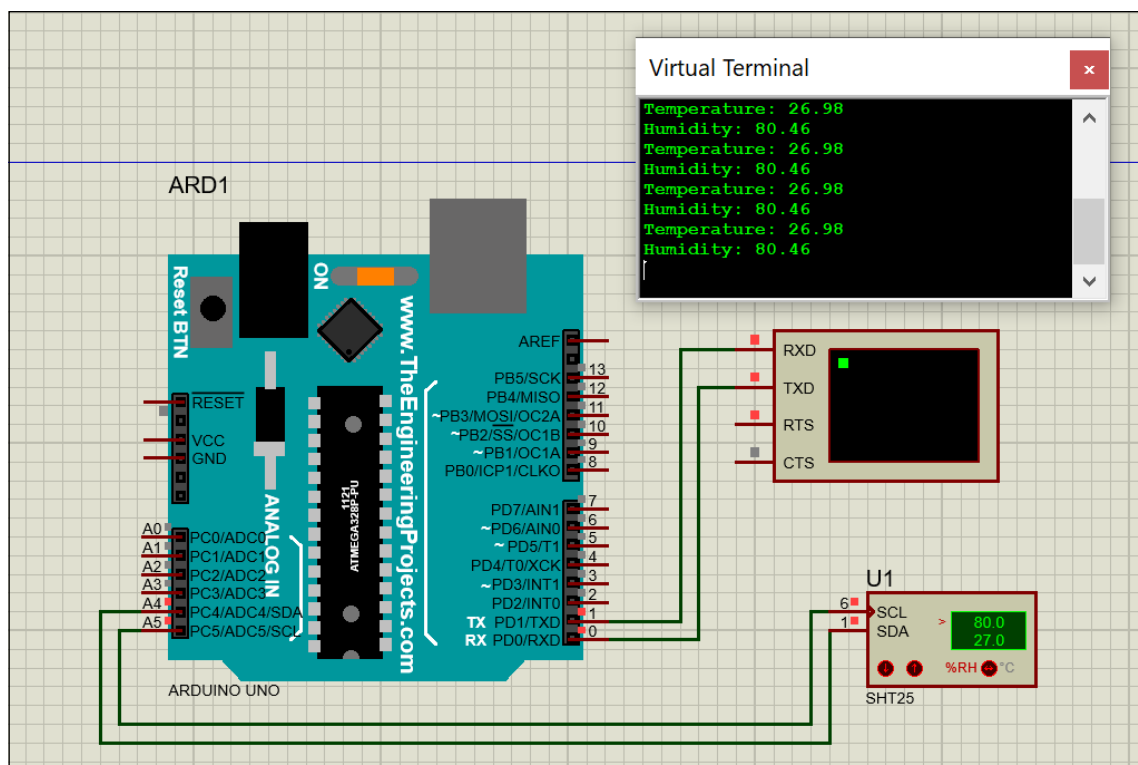 Virtual Terminal
x
Temperature: 26.98
Humidity: 80.46
Temperature: 26.98
Humidity: 80.46
Temperature: 26.98
Humidity: 80.46
Temperature: 26.98
Humidity: 80.46
ARD1
Reset BTN
ON
www.TheEngineeringProjects.com
RESET
VCC
GND
ANALOG IN
1121
ATMEGA328P-PU
A0 PC0/ADC0
A1 PC1/ADC1
A2 PC2/ADC2
A3 PC3/ADC3
A4 PC4/ADC4/SDA
A5 PC5/ADC5/SCL
AREF
PB5/SCK 13
PB4/MISO 12
~PB3/MOSI/OC2A 11
~PB2/SS/OC1B 10
~PB1/OC1A 9
PB0/ICP1/CLKO 8
PD7/AIN1 7
~PD6/AIN0 6
~PD5/T1 5
PD4/T0/XCK 4
~PD3/INT1 3
PD2/INT0 2
TX PD1/TXD 1
RX PD0/RXD 0
ARDUINO UNO
RXD
TXD
RTS
CTS
U1
6 SCL
1 SDA
> 80.0
27.0
%RH °C
SHT25